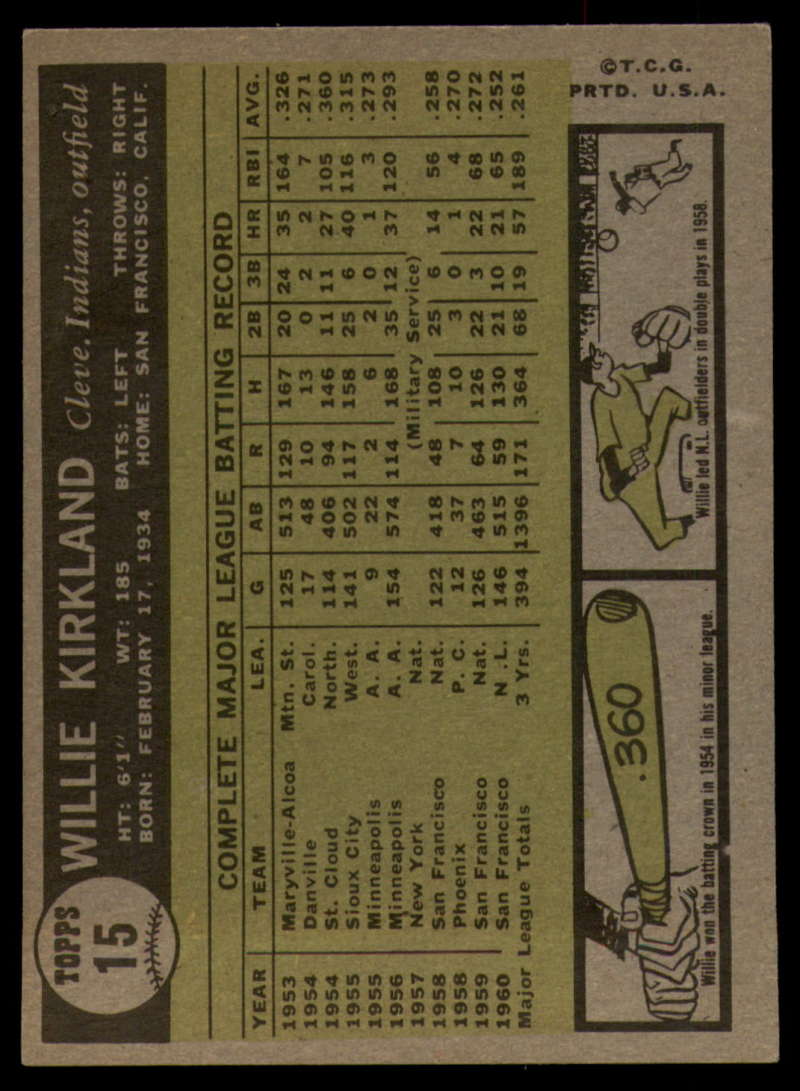 TOPPS
15
WILLIE KIRKLAND Cleve. Indians, outfield
HT: 6'1" WT: 185 BATS: LEFT THROWS: RIGHT
BORN: FEBRUARY 17, 1934 HOME: SAN FRANCISCO, CALIF.
COMPLETE MAJOR LEAGUE BATTING RECORD
YEAR TEAM LEA. G AB R H 2B 3B HR RBI AVG.
1953 Maryville-Alcoa Mtn. St. 125 513 129 167 20 24 35 164 .326
1954 Danville Carol. 17 48 10 13 0 2 2 7 .271
1954 St. Cloud North. 114 406 94 146 11 11 27 105 .360
1955 Sioux City West. 141 502 117 158 25 6 40 116 .315
1955 Minneapolis A. A. 9 22 2 6 2 0 1 3 .273
1956 Minneapolis A. A. 154 574 114 168 35 12 37 120 .293
1957 New York Nat. (Military Service)
1958 San Francisco Nat. 122 418 48 108 25 6 14 56 .258
1958 Phoenix P. C. 12 37 7 10 3 0 1 4 .270
1959 San Francisco Nat. 126 463 64 126 22 3 22 68 .272
1960 San Francisco N .L. 146 515 59 130 21 10 21 65 .252
Major League Totals 3 Yrs. 394 1396 171 364 68 19 57 189 .261
.360
Willie won the batting crown in 1954 in his minor league.
Willie led N.L. outfielders in double plays in 1958.
©T.C.G.
PRTD. U.S.A.